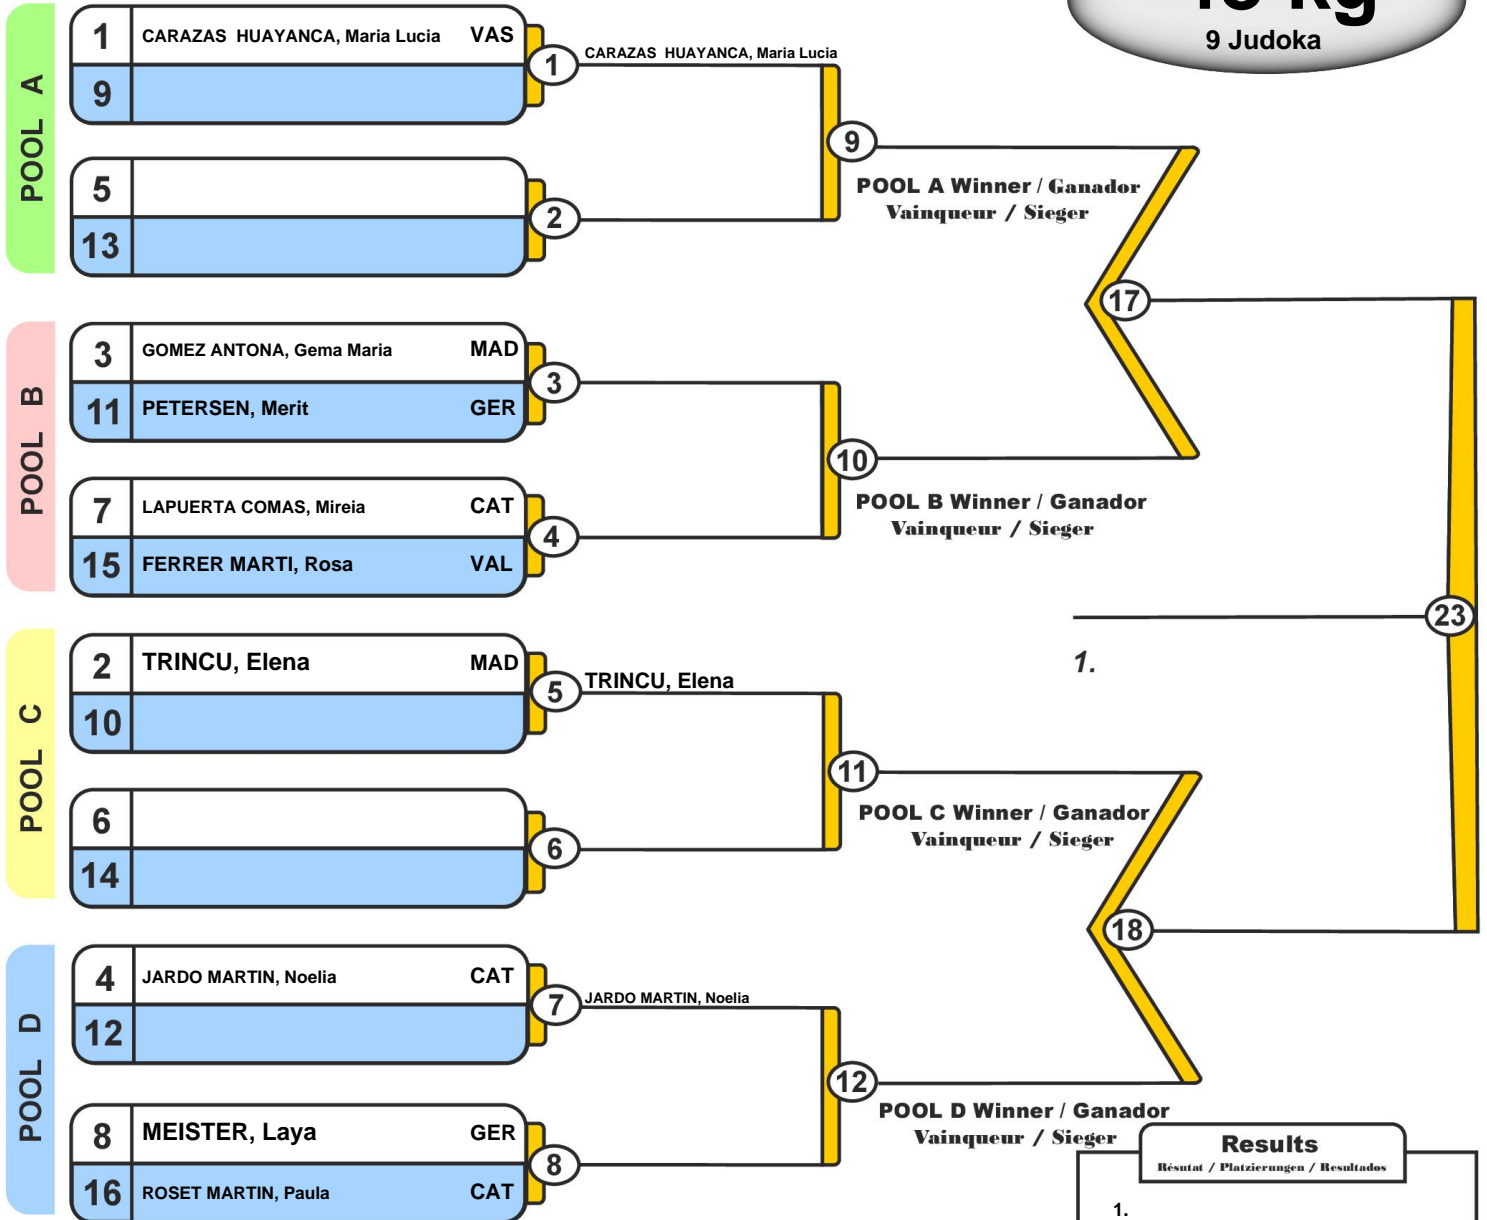 kg
9 Judoka
POOL A
1 CARAZAS HUAYANCA, Maria Lucia VAS
9
1
CARAZAS HUAYANCA, Maria Lucia
5
13
2
9
POOL A Winner / Ganador
Vainqueur / Sieger
17
POOL B
3 GOMEZ ANTONA, Gema Maria MAD
11 PETERSEN, Merit GER
3
7 LAPUERTA COMAS, Mireia CAT
15 FERRER MARTI, Rosa VAL
4
10
POOL B Winner / Ganador
Vainqueur / Sieger
23
1.
POOL C
2 TRINCU, Elena MAD
10
5
TRINCU, Elena
6
14
6
11
POOL C Winner / Ganador
Vainqueur / Sieger
18
POOL D
4 JARDO MARTIN, Noelia CAT
12
7
JARDO MARTIN, Noelia
8 MEISTER, Laya GER
16 ROSET MARTIN, Paula CAT
8
12
POOL D Winner / Ganador
Vainqueur / Sieger
Results
Résutat / Platzierungen / Resultados
1.